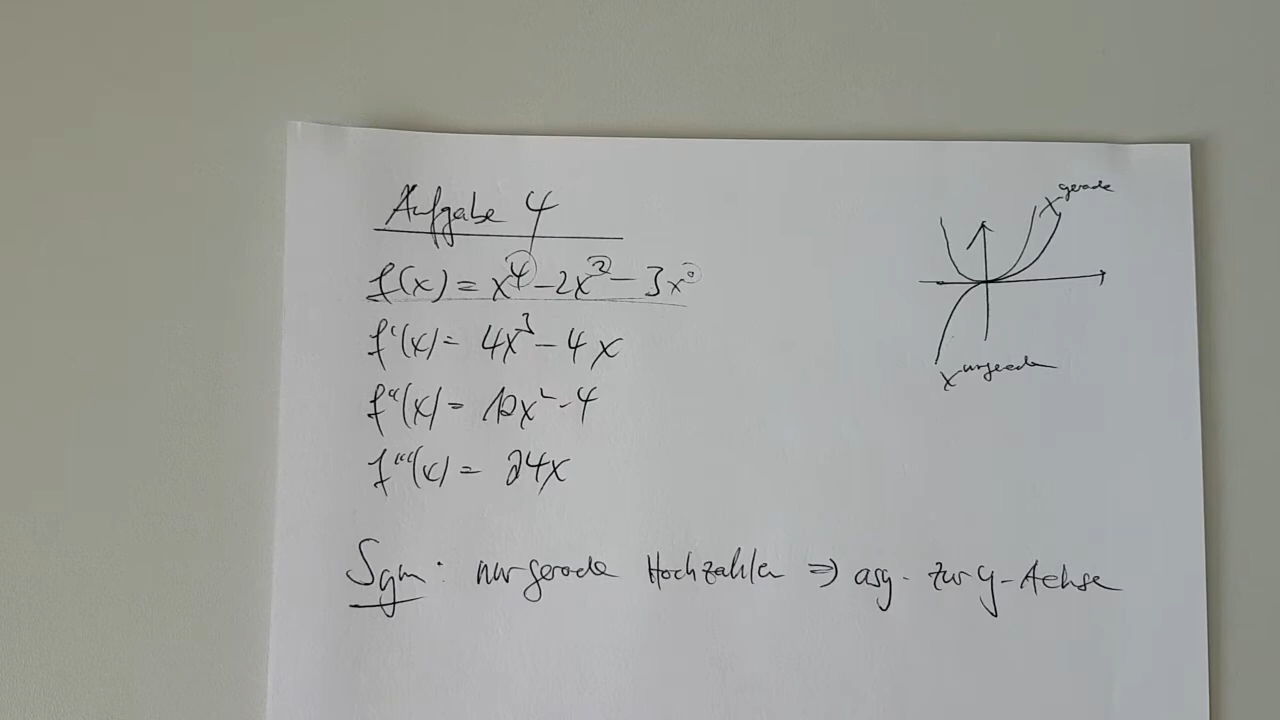 Aufgabe 4
f(x) = x⁴ - 2x² - 3x⁰
f'(x) = 4x³ - 4x
f''(x) = 12x² - 4
f'''(x) = 24x
Sym: nur gerade Hochzahlen ⇒ asy. zur y-Achse
x^gerade
x^ungerade